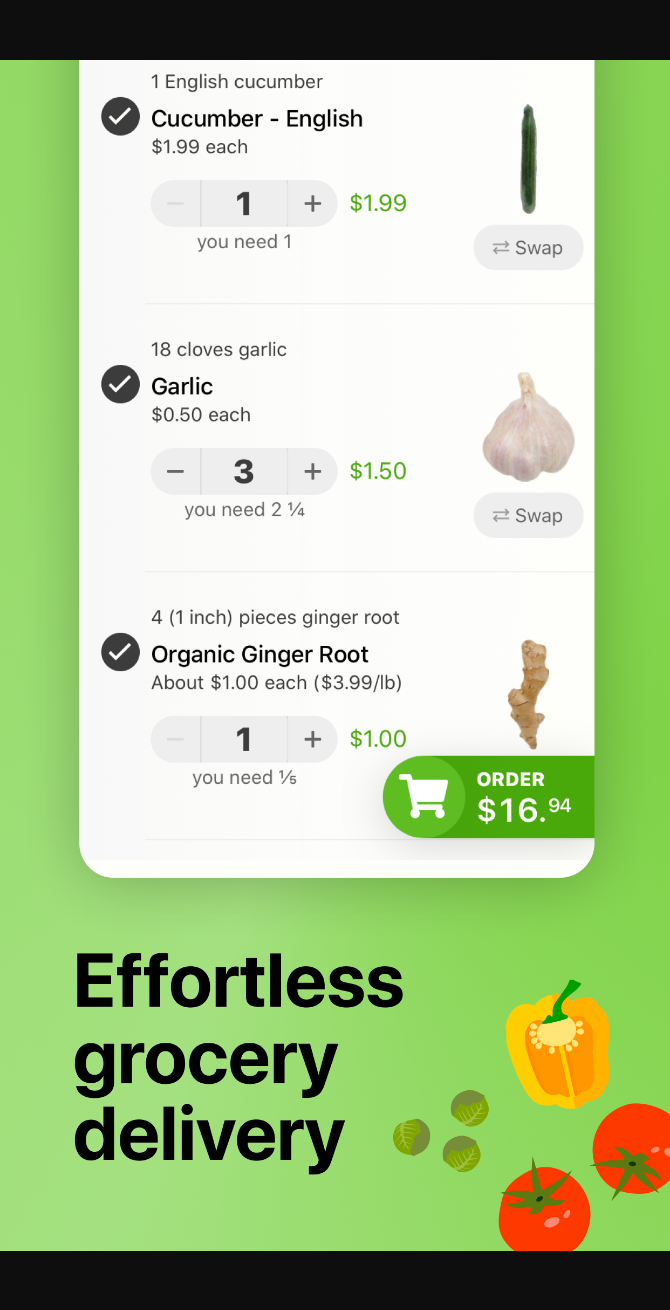 1 English cucumber
Cucumber - English
$1.99 each
− 1 + $1.99
you need 1
Swap
18 cloves garlic
Garlic
$0.50 each
− 3 + $1.50
you need 2 ¼
Swap
4 (1 inch) pieces ginger root
Organic Ginger Root
About $1.00 each ($3.99/lb)
− 1 + $1.00
you need ⅕
ORDER
$16.94
Effortless
grocery
delivery